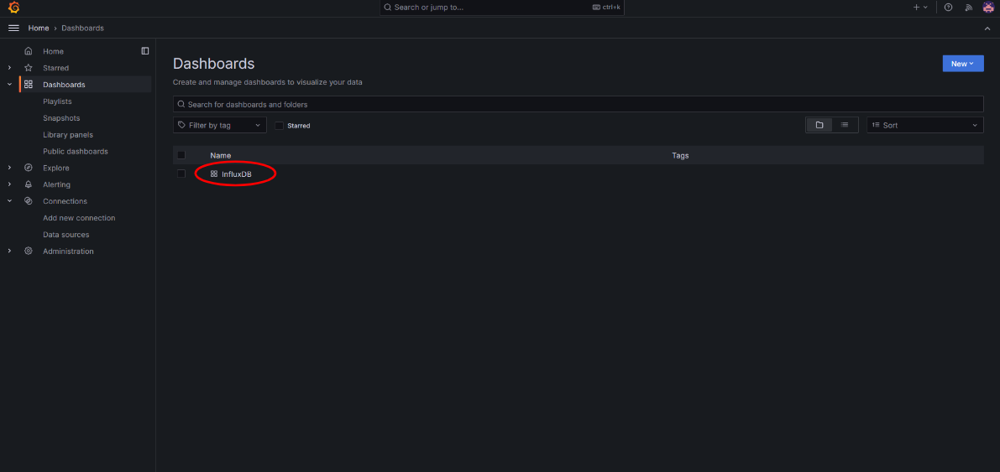 Search or jump to...
ctrl+k
Home › Dashboards
Home
Starred
Dashboards
Playlists
Snapshots
Library panels
Public dashboards
Explore
Alerting
Connections
Add new connection
Data sources
Administration
Dashboards
New
Create and manage dashboards to visualize your data
Search for dashboards and folders
Filter by tag
Starred
Sort
Name
Tags
InfluxDB